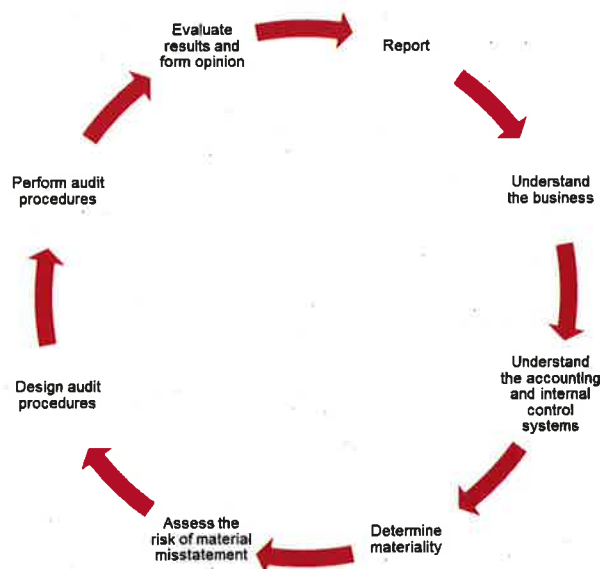 Evaluate
results and
form opinion
Report
Understand
the business
Understand
the accounting
and internal
control
systems
Determine
materiality
Assess the
risk of material
misstatement
Design audit
procedures
Perform audit
procedures